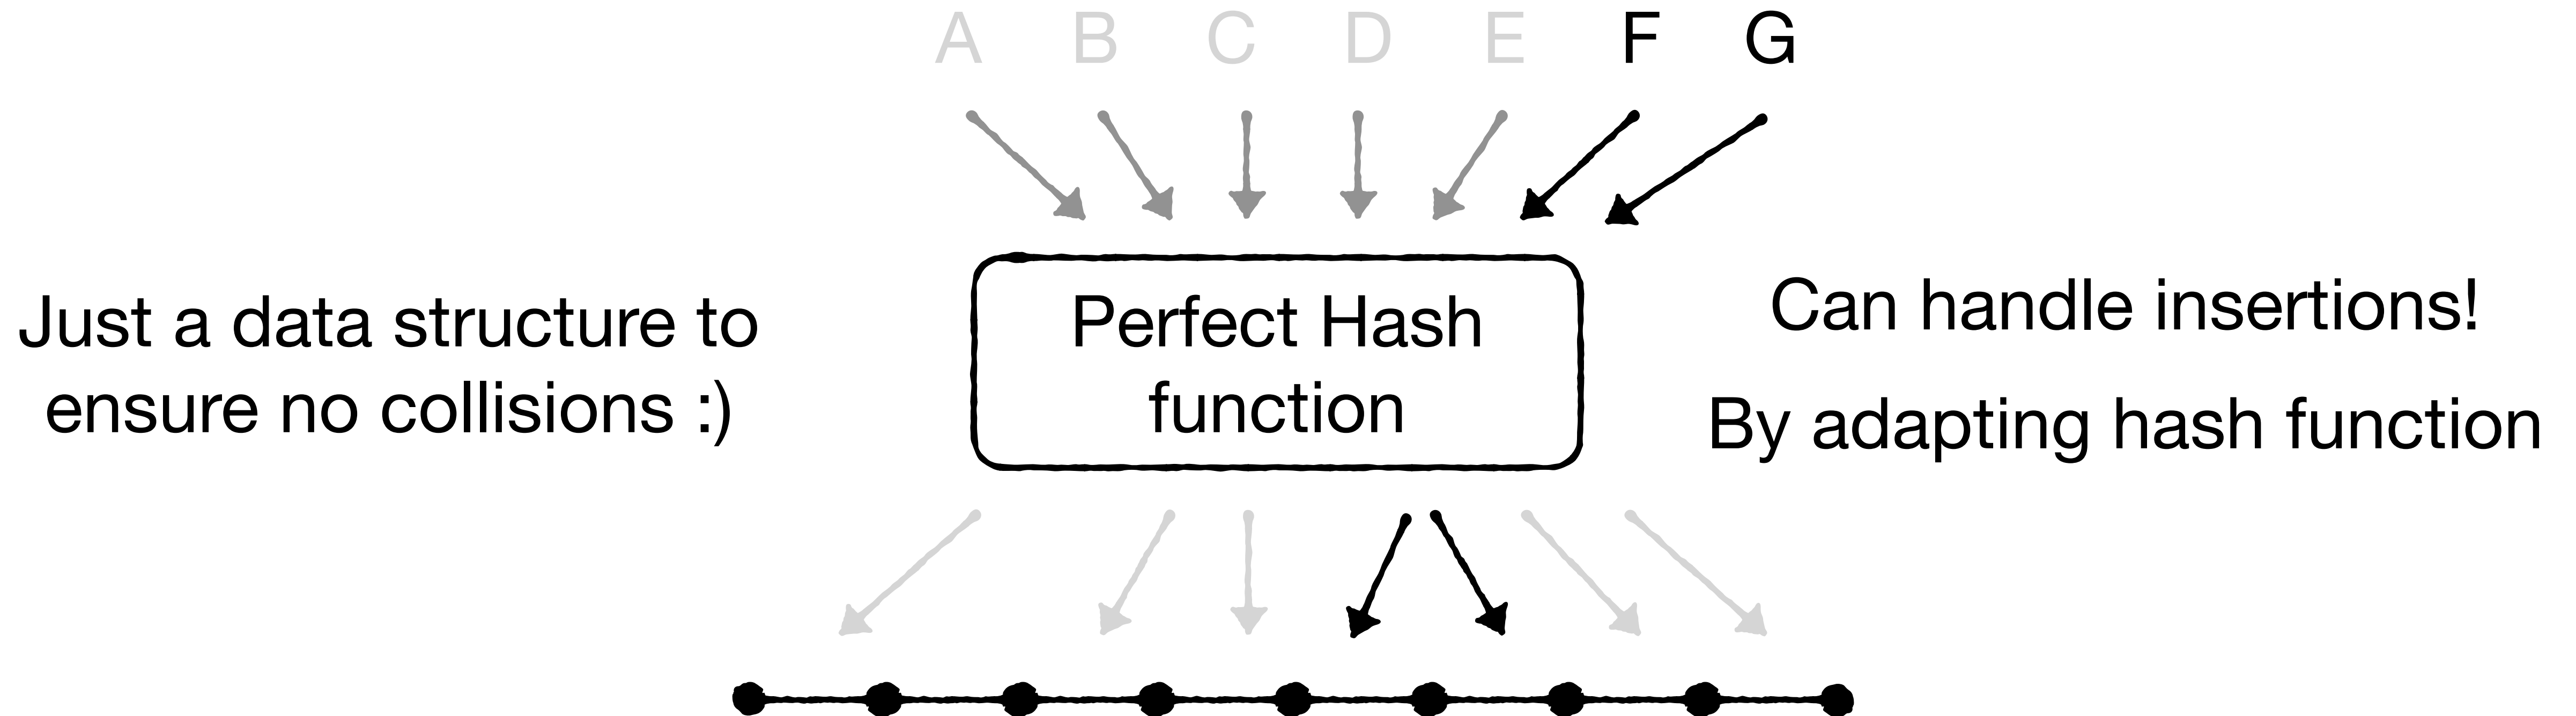 A B C D E F G
Just a data structure to
ensure no collisions :)
Perfect Hash
function
Can handle insertions!
By adapting hash function